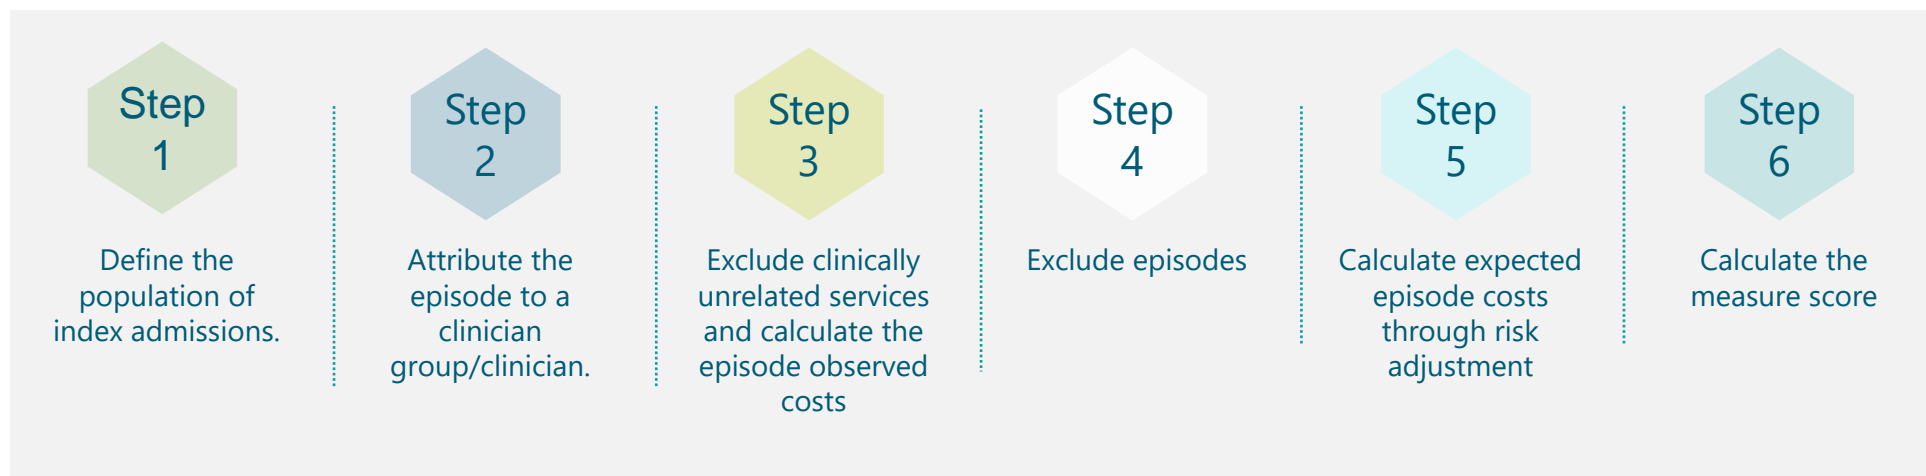 Step
1
Define the
population of
index admissions.
Step
2
Attribute the
episode to a
clinician
group/clinician.
Step
3
Exclude clinically
unrelated services
and calculate the
episode observed
costs
Step
4
Exclude episodes
Step
5
Calculate expected
episode costs
through risk
adjustment
Step
6
Calculate the
measure score